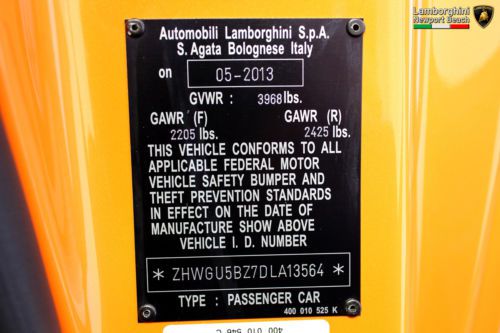 Automobili Lamborghini S.p.A.
S. Agata Bolognese Italy
on 05-2013
GVWR : 3968lbs.
GAWR (F) GAWR (R)
2205 lbs. 2425 lbs.
THIS VEHICLE CONFORMS TO ALL
APPLICABLE FEDERAL MOTOR
VEHICLE SAFETY BUMPER AND
THEFT PREVENTION STANDARDS
IN EFFECT ON THE DATE OF
MANUFACTURE SHOW ABOVE
VEHICLE I. D. NUMBER
* ZHWGU5BZ7DLA13564 *
TYPE : PASSENGER CAR
400 010 525 K
Lamborghini
Newport Beach